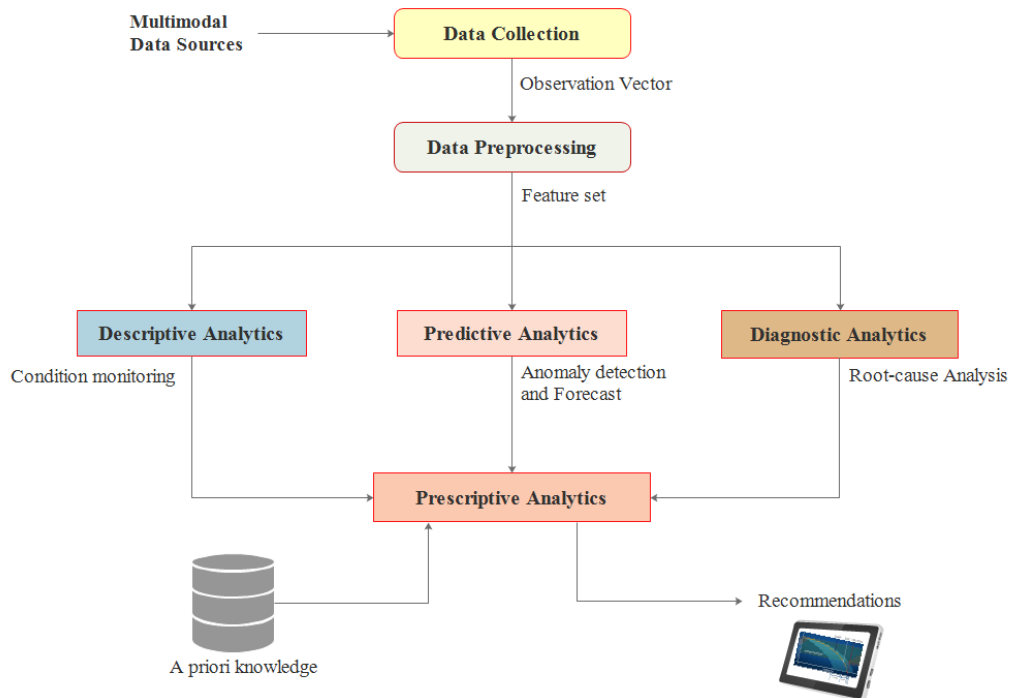 Multimodal
Data Sources
Data Collection
Observation Vector
Data Preprocessing
Feature set
Descriptive Analytics
Predictive Analytics
Diagnostic Analytics
Condition monitoring
Anomaly detection
and Forecast
Root-cause Analysis
Prescriptive Analytics
Recommendations
A priori knowledge